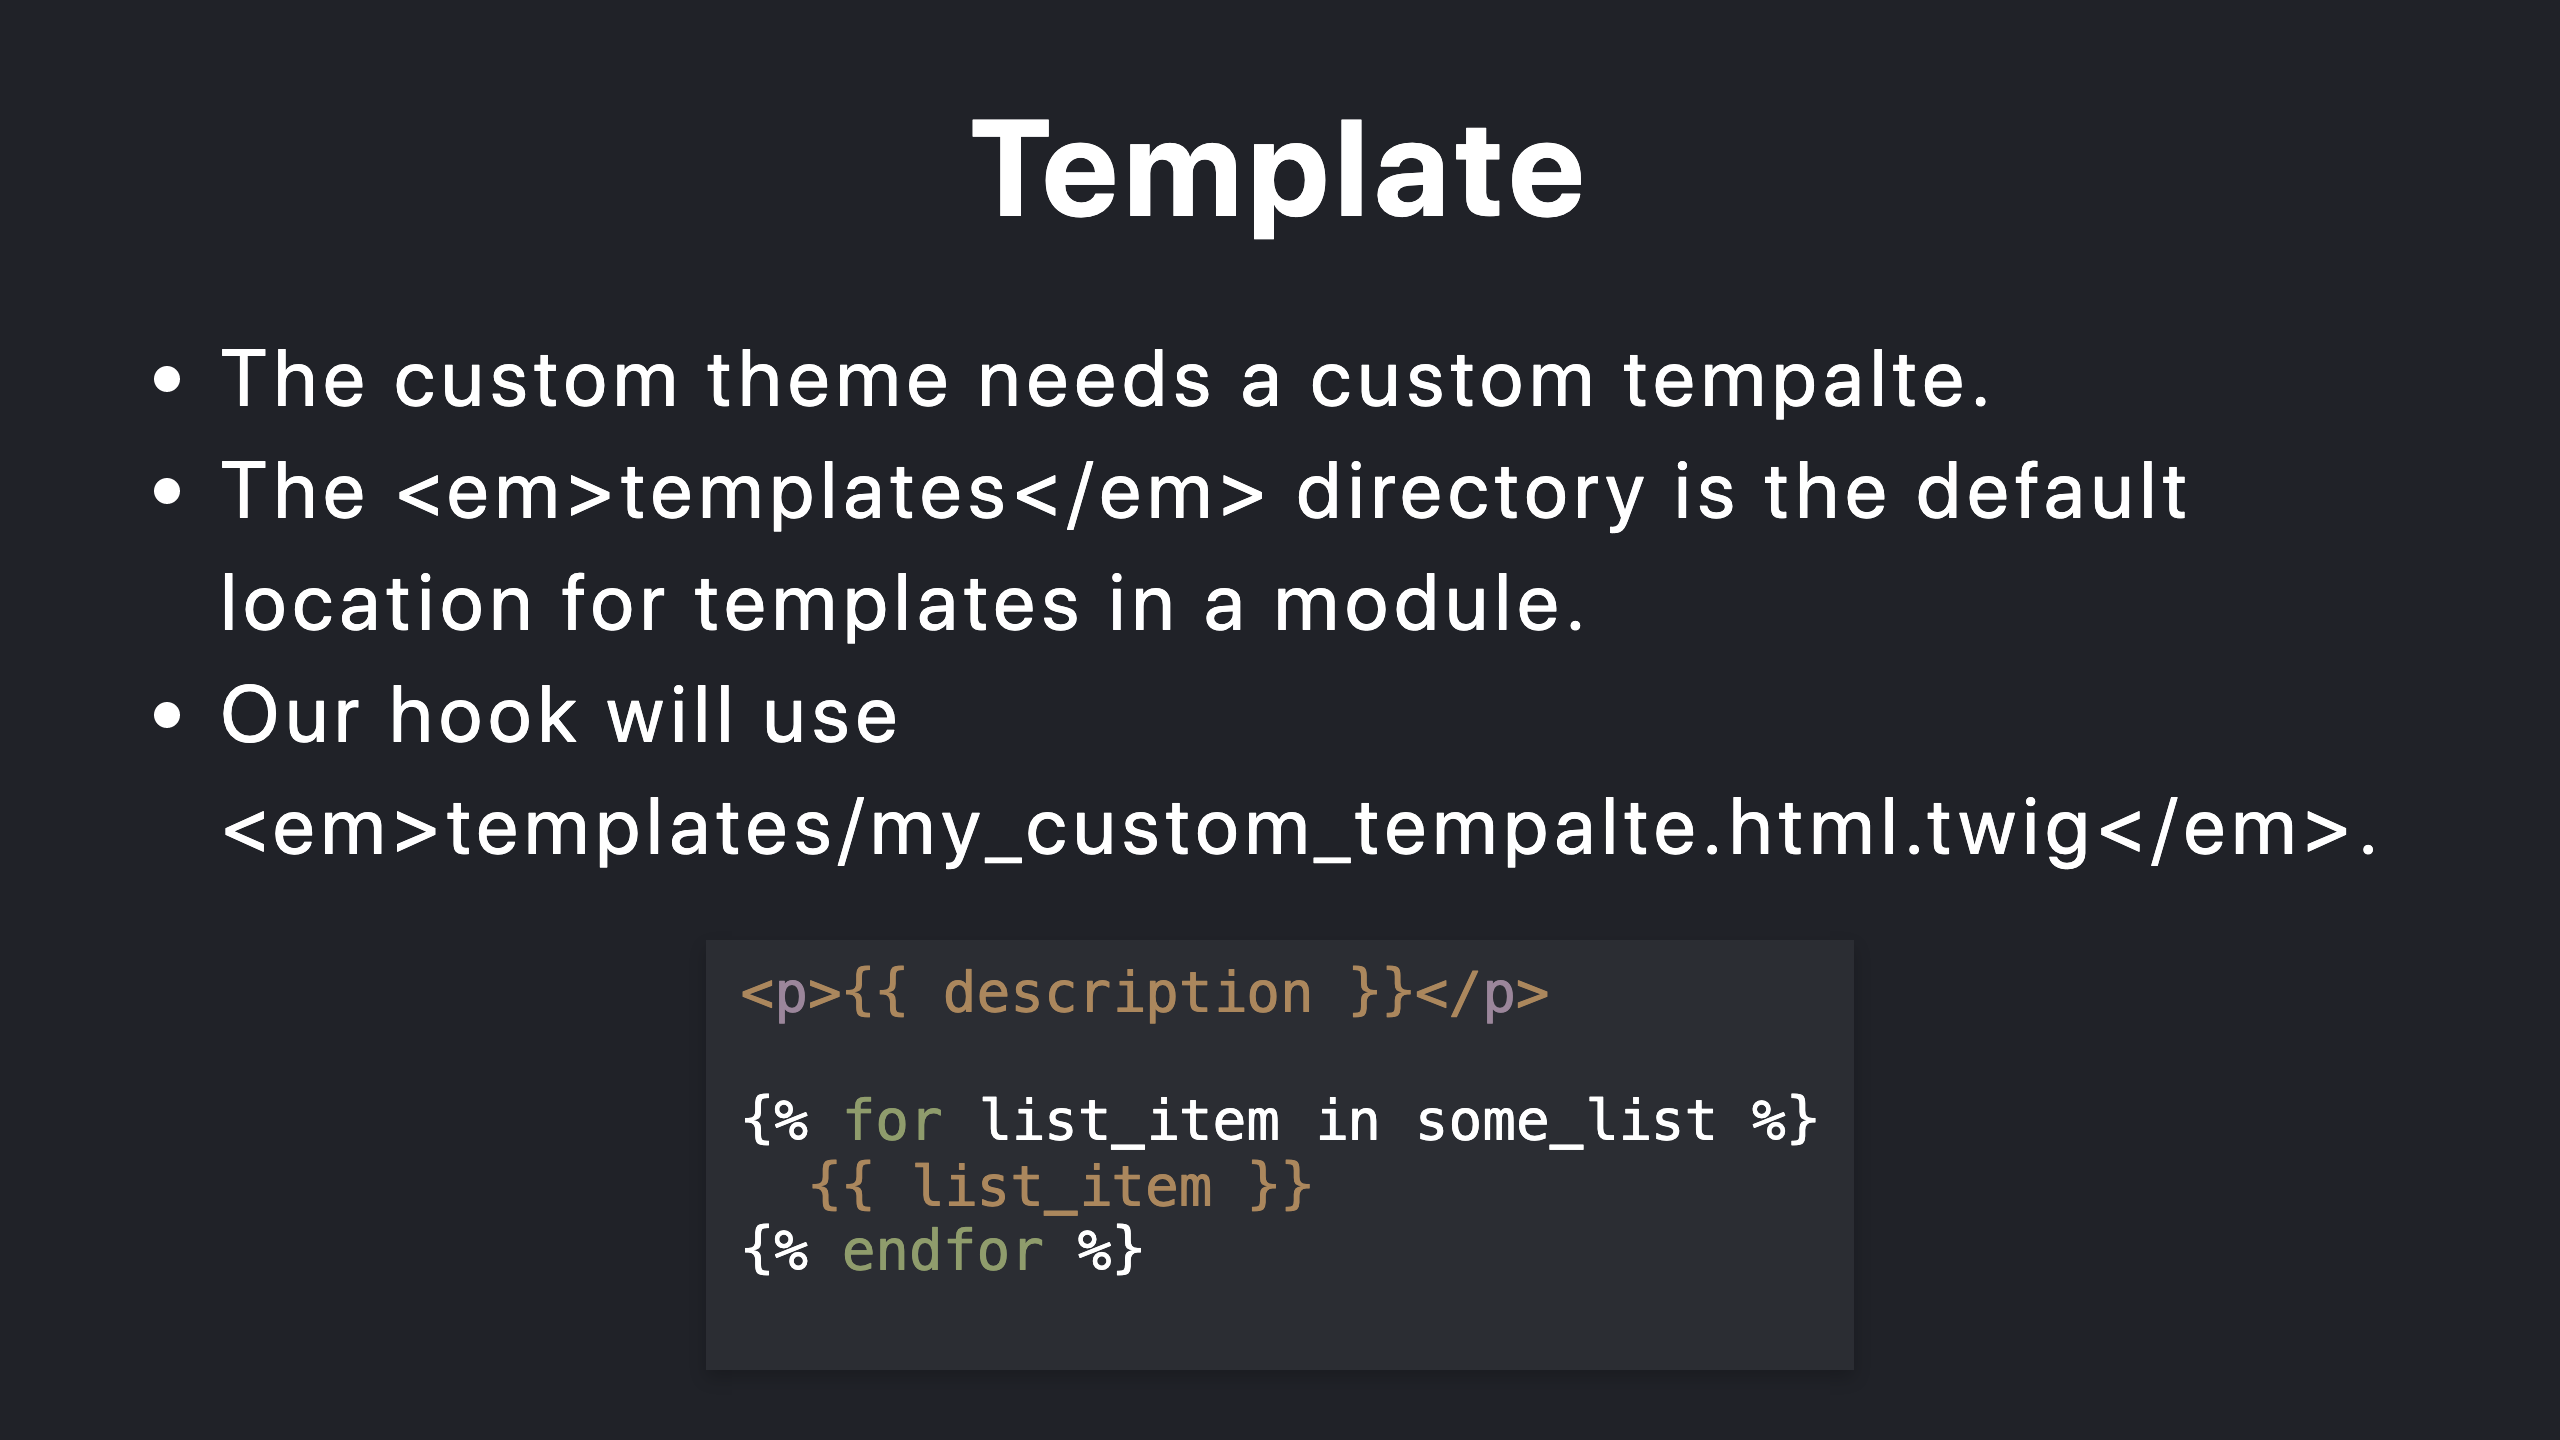 Template
• The custom theme needs a custom tempalte.
• The <em>templates</em> directory is the default
location for templates in a module.
• Our hook will use
<em>templates/my_custom_tempalte.html.twig</em>.
<p>{{ description }}</p>
{% for list_item in some_list %}
  {{ list_item }}
{% endfor %}